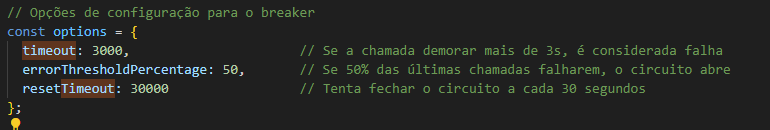 // Opções de configuração para o breaker
const options = {
timeout: 3000, // Se a chamada demorar mais de 3s, é considerada falha
errorThresholdPercentage: 50, // Se 50% das últimas chamadas falharem, o circuito abre
resetTimeout: 30000 // Tenta fechar o circuito a cada 30 segundos
};